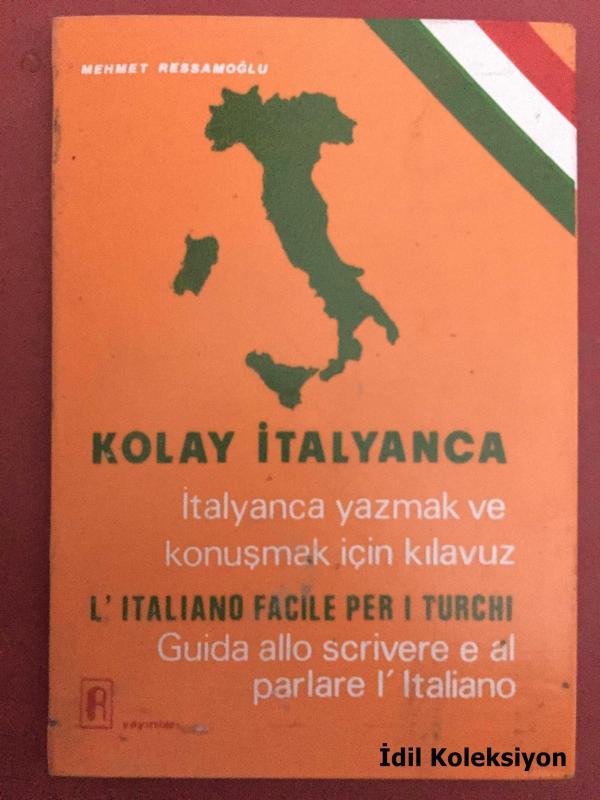 MEHMET RESSAMOĞLU
KOLAY İTALYANCA
İtalyanca yazmak ve
konuşmak için kılavuz
L' ITALIANO FACILE PER I TURCHI
Guida allo scrivere e al
parlare l' Italiano
yayınları
İdil Koleksiyon